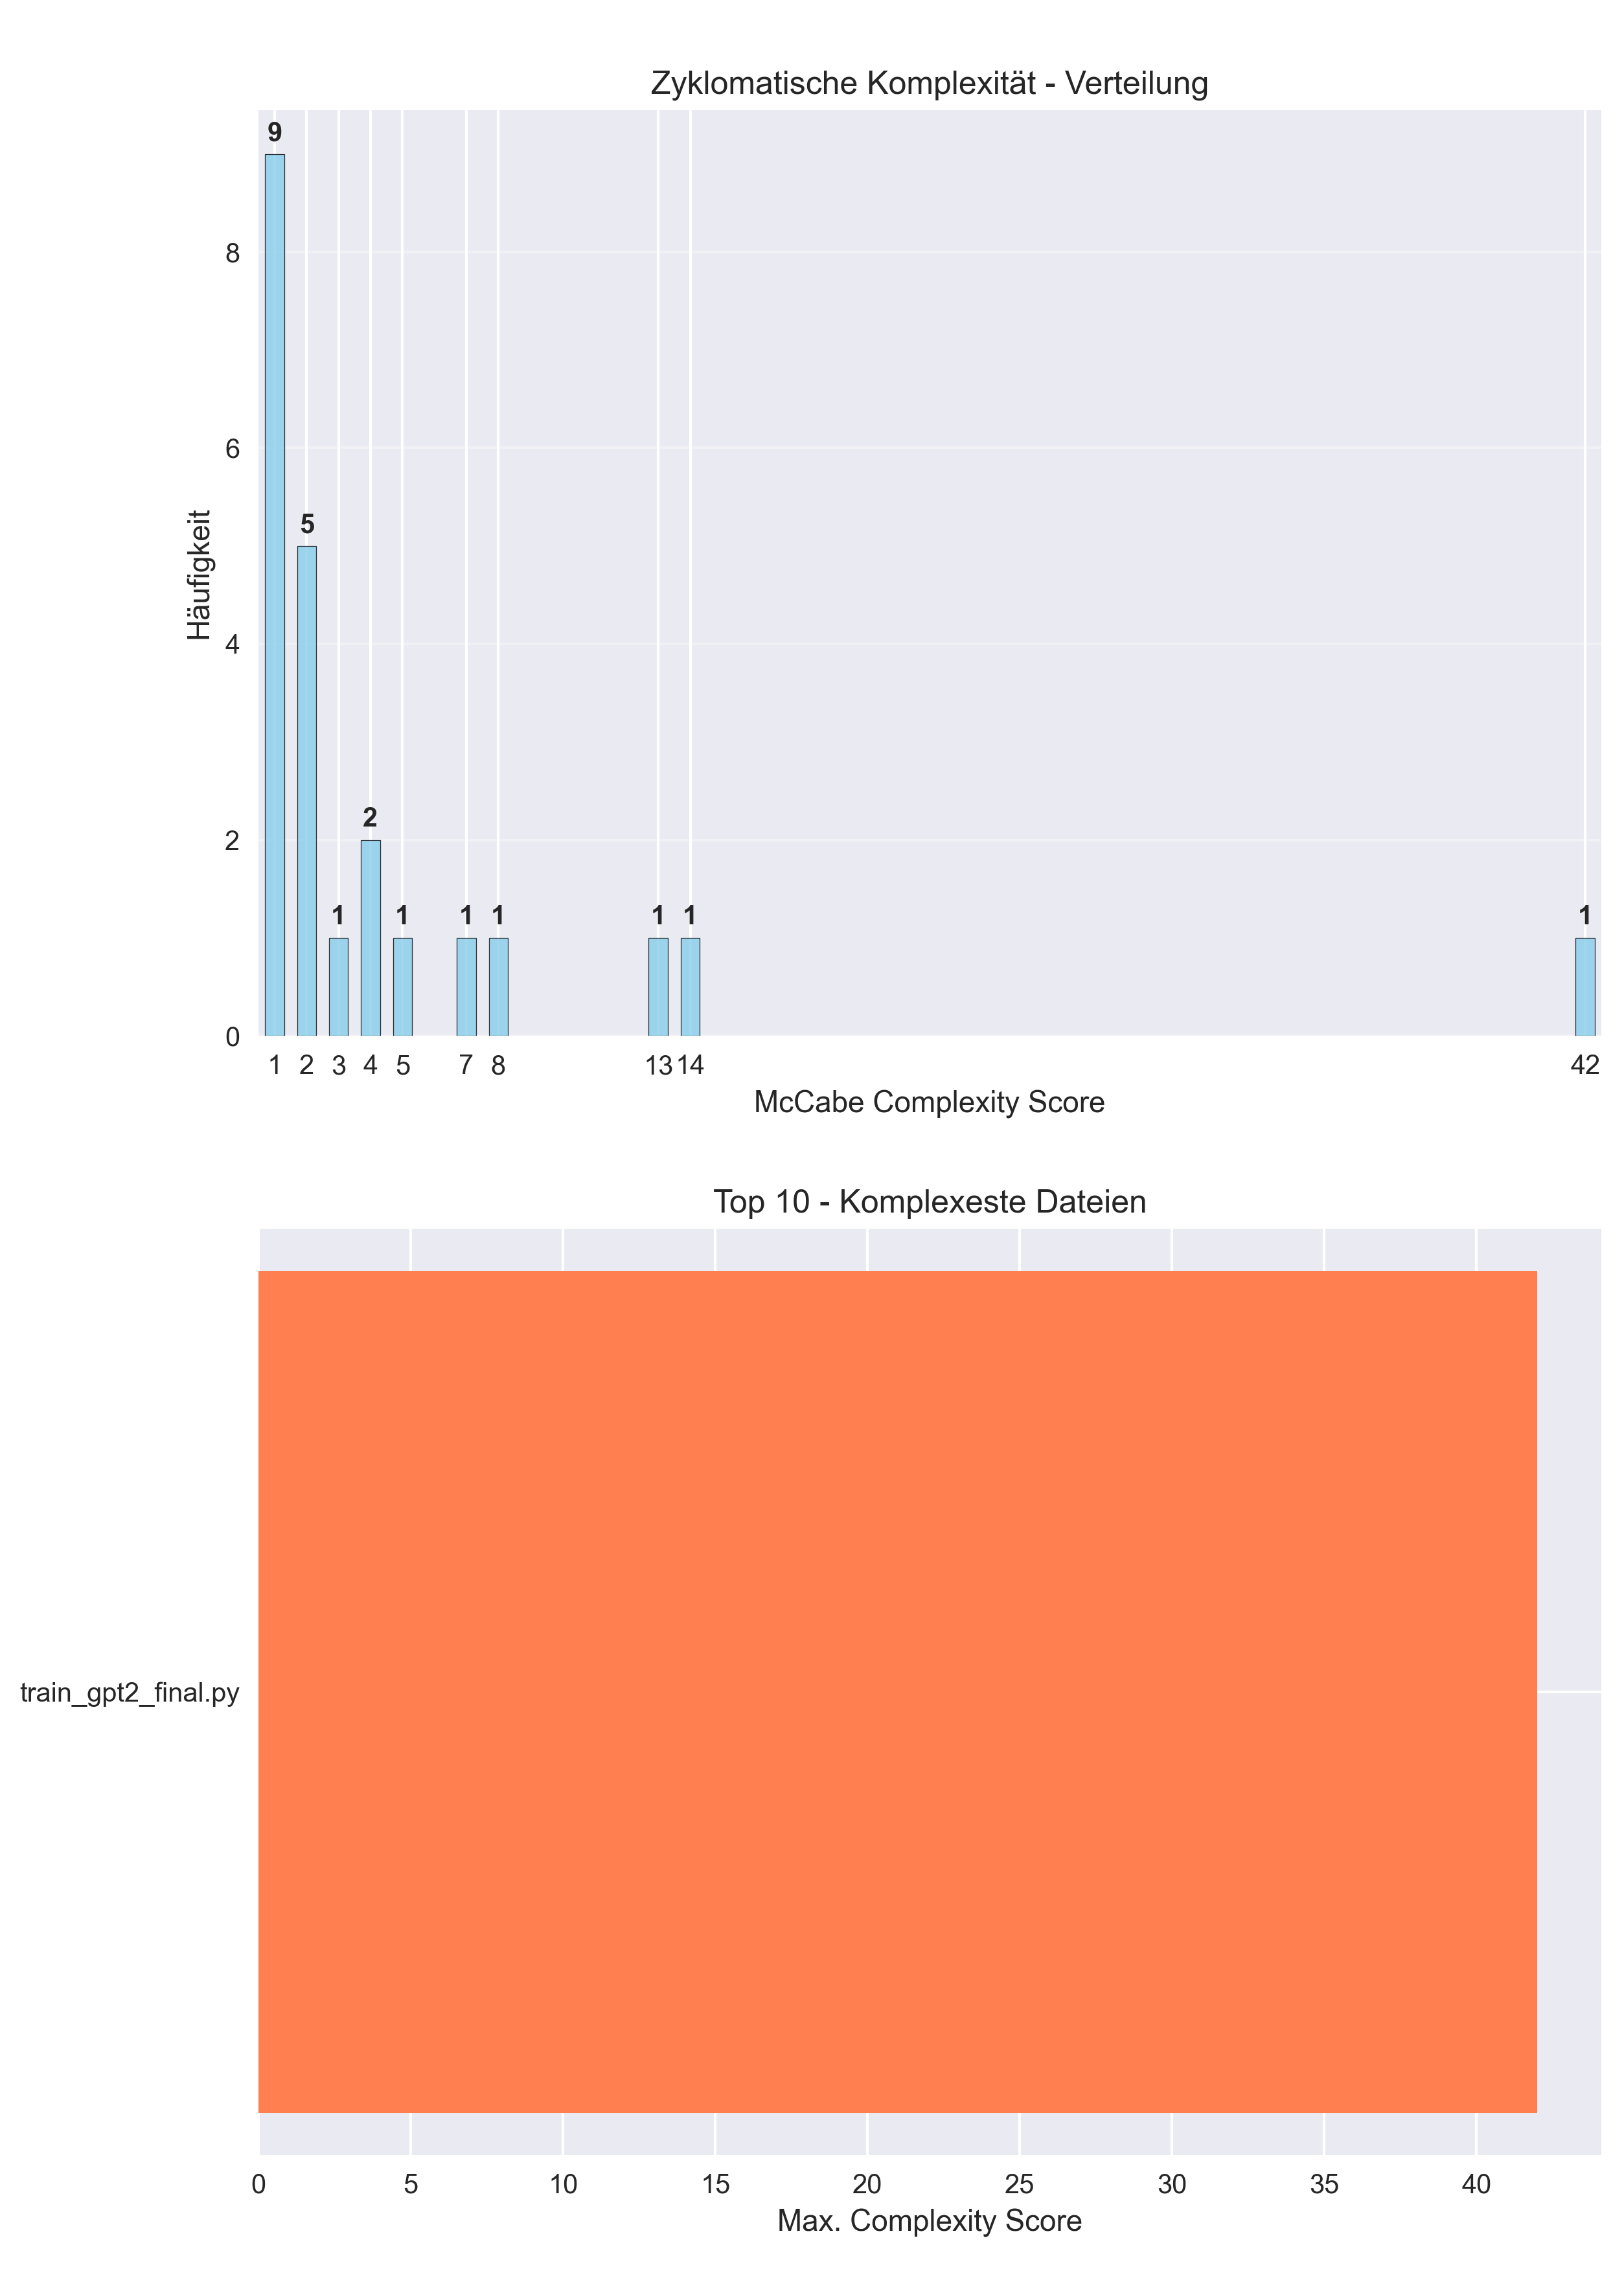 Zyklomatische Komplexität - Verteilung
9
8
6
5
4
2
2
1
1
1
1
1
1
1
0
Häufigkeit
1 2 3 4 5 7 8 13 14 42
McCabe Complexity Score
Top 10 - Komplexeste Dateien
train_gpt2_final.py
0 5 10 15 20 25 30 35 40
Max. Complexity Score